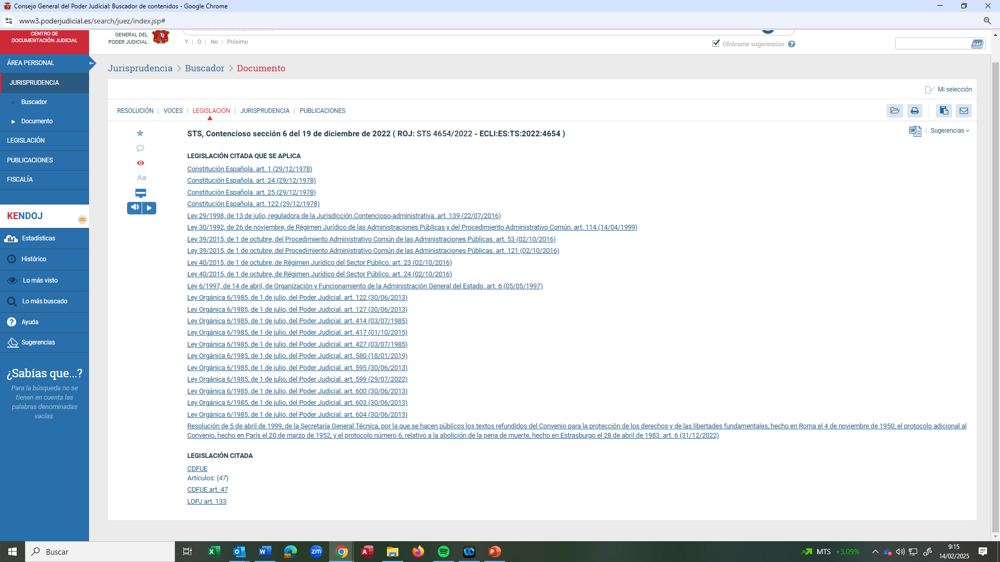 Consejo General del Poder Judicial: Buscador de contenidos - Google Chrome
www3.poderjudicial.es/search/juez/index.jsp#
CENTRO DE
DOCUMENTACIÓN JUDICIAL
GENERAL DEL
PODER JUDICIAL
Y | O | No | Próximo
Ofréceme sugerencias ?
RAE
ÁREA PERSONAL
JURISPRUDENCIA
Buscador
Documento
LEGISLACIÓN
PUBLICACIONES
FISCALÍA
KENDOJ
Estadísticas
Histórico
Lo más visto
Lo más buscado
Ayuda
Sugerencias
¿Sabías que...?
Para la búsqueda no se
tienen en cuenta las
palabras denominadas
vacías.
Jurisprudencia > Buscador > Documento
Mi selección
RESOLUCIÓN | VOCES | LEGISLACIÓN | JURISPRUDENCIA | PUBLICACIONES
Sugerencias
Aa
STS, Contencioso sección 6 del 19 de diciembre de 2022 ( ROJ: STS 4654/2022 - ECLI:ES:TS:2022:4654 )
LEGISLACIÓN CITADA QUE SE APLICA
Constitución Española. art. 1 (29/12/1978)
Constitución Española. art. 24 (29/12/1978)
Constitución Española. art. 25 (29/12/1978)
Constitución Española. art. 122 (29/12/1978)
Ley 29/1998, de 13 de julio, reguladora de la Jurisdicción Contencioso-administrativa. art. 139 (22/07/2016)
Ley 30/1992, de 26 de noviembre, de Régimen Jurídico de las Administraciones Públicas y del Procedimiento Administrativo Común. art. 114 (14/04/1999)
Ley 39/2015, de 1 de octubre, del Procedimiento Administrativo Común de las Administraciones Públicas. art. 53 (02/10/2016)
Ley 39/2015, de 1 de octubre, del Procedimiento Administrativo Común de las Administraciones Públicas. art. 121 (02/10/2016)
Ley 40/2015, de 1 de octubre, de Régimen Jurídico del Sector Público. art. 23 (02/10/2016)
Ley 40/2015, de 1 de octubre, de Régimen Jurídico del Sector Público. art. 24 (02/10/2016)
Ley 6/1997, de 14 de abril, de Organización y Funcionamiento de la Administración General del Estado. art. 6 (05/05/1997)
Ley Orgánica 6/1985, de 1 de julio, del Poder Judicial. art. 122 (30/06/2013)
Ley Orgánica 6/1985, de 1 de julio, del Poder Judicial. art. 127 (30/06/2013)
Ley Orgánica 6/1985, de 1 de julio, del Poder Judicial. art. 414 (03/07/1985)
Ley Orgánica 6/1985, de 1 de julio, del Poder Judicial. art. 417 (01/10/2015)
Ley Orgánica 6/1985, de 1 de julio, del Poder Judicial. art. 427 (03/07/1985)
Ley Orgánica 6/1985, de 1 de julio, del Poder Judicial. art. 580 (18/01/2019)
Ley Orgánica 6/1985, de 1 de julio, del Poder Judicial. art. 595 (30/06/2013)
Ley Orgánica 6/1985, de 1 de julio, del Poder Judicial. art. 599 (29/07/2022)
Ley Orgánica 6/1985, de 1 de julio, del Poder Judicial. art. 600 (30/06/2013)
Ley Orgánica 6/1985, de 1 de julio, del Poder Judicial. art. 603 (30/06/2013)
Ley Orgánica 6/1985, de 1 de julio, del Poder Judicial. art. 604 (30/06/2013)
Resolución de 5 de abril de 1999, de la Secretaría General Técnica, por la que se hacen públicos los textos refundidos del Convenio para la protección de los derechos y de las libertades fundamentales, hecho en Roma el 4 de noviembre de 1950; el protocolo adicional al
Convenio, hecho en París el 20 de marzo de 1952, y el protocolo número 6, relativo a la abolición de la pena de muerte, hecho en Estrasburgo el 28 de abril de 1983. art. 6 (31/12/2022)
LEGISLACIÓN CITADA
CDFUE
Artículos: (47)
CDFUE art. 47
LOPJ art. 133
Buscar
zm
MTS +3,09%
9:15
14/02/2025